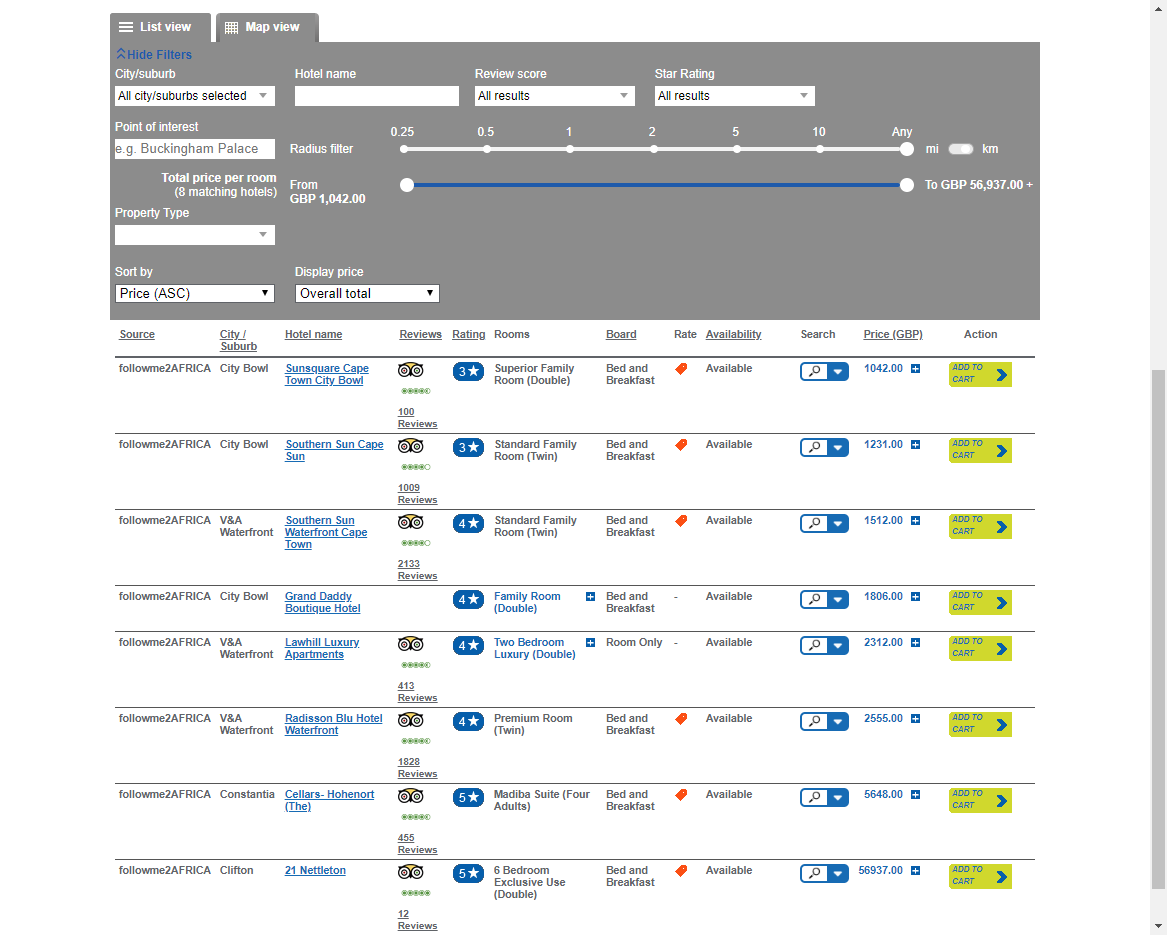 List view
Map view
Hide Filters
City/suburb
Hotel name
Review score
Star Rating
All city/suburbs selected
All results
All results
Point of interest
0.25
0.5
1
2
5
10
Any
e.g. Buckingham Palace
Radius filter
mi
km
Total price per room
(8 matching hotels)
From
GBP 1,042.00
To GBP 56,937.00 +
Property Type
Sort by
Display price
Price (ASC)
Overall total
Source
City /
Suburb
Hotel name
Reviews
Rating
Rooms
Board
Rate
Availability
Search
Price (GBP)
Action
followme2AFRICA
City Bowl
Sunsquare Cape
Town City Bowl
100
Reviews
3
Superior Family
Room (Double)
Bed and
Breakfast
Available
1042.00
ADD TO
CART
followme2AFRICA
City Bowl
Southern Sun Cape
Sun
1009
Reviews
3
Standard Family
Room (Twin)
Bed and
Breakfast
Available
1231.00
ADD TO
CART
followme2AFRICA
V&A
Waterfront
Southern Sun
Waterfront Cape
Town
2133
Reviews
4
Standard Family
Room (Twin)
Bed and
Breakfast
Available
1512.00
ADD TO
CART
followme2AFRICA
City Bowl
Grand Daddy
Boutique Hotel
4
Family Room
(Double)
Bed and
Breakfast
-
Available
1806.00
ADD TO
CART
followme2AFRICA
V&A
Waterfront
Lawhill Luxury
Apartments
413
Reviews
4
Two Bedroom
Luxury (Double)
Room Only
-
Available
2312.00
ADD TO
CART
followme2AFRICA
V&A
Waterfront
Radisson Blu Hotel
Waterfront
1828
Reviews
4
Premium Room
(Twin)
Bed and
Breakfast
Available
2555.00
ADD TO
CART
followme2AFRICA
Constantia
Cellars- Hohenort
(The)
455
Reviews
5
Madiba Suite (Four
Adults)
Bed and
Breakfast
Available
5648.00
ADD TO
CART
followme2AFRICA
Clifton
21 Nettleton
12
Reviews
5
6 Bedroom
Exclusive Use
(Double)
Bed and
Breakfast
Available
56937.00
ADD TO
CART